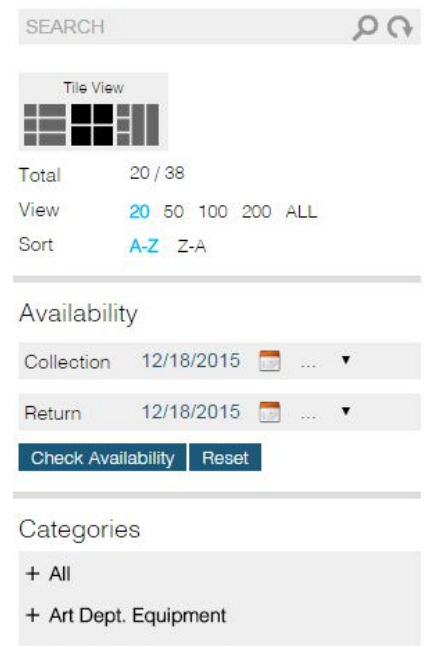 SEARCH
Tile View
Total 20 / 38
View 20 50 100 200 ALL
Sort A-Z Z-A
Availability
Collection 12/18/2015 ... ▼
Return 12/18/2015 ... ▼
Check Availability Reset
Categories
+ All
+ Art Dept. Equipment